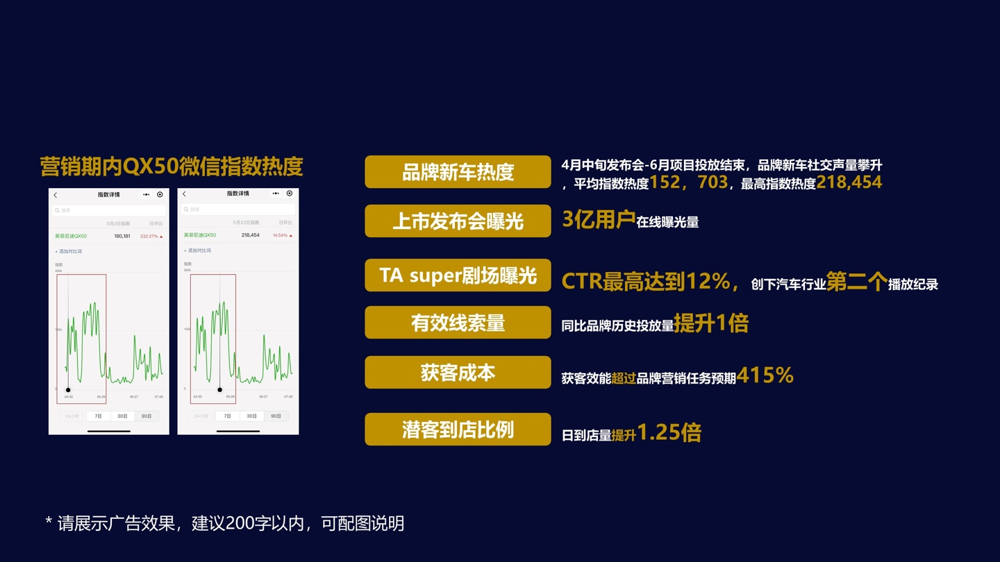 营销期内QX50微信指数热度
指数详情
搜索
5月3日指数 日环比
英菲尼迪QX50 180,181 232.27% ▲
+ 添加对比词
指数
300k
150k
0
04-30 05-29 06-27 07-26
24小时 7日 30日 90日
指数详情
搜索
5月23日指数 日环比
英菲尼迪QX50 218,454 14.54% ▲
+ 添加对比词
指数
300k
150k
0
04-30 05-29 06-27 07-26
24小时 7日 30日 90日
品牌新车热度
4月中旬发布会-6月项目投放结束，品牌新车社交声量攀升
，平均指数热度152，703，最高指数热度218,454
上市发布会曝光
3亿用户在线曝光量
TA super剧场曝光
CTR最高达到12%，创下汽车行业第二个播放纪录
有效线索量
同比品牌历史投放量提升1倍
获客成本
获客效能超过品牌营销任务预期415%
潜客到店比例
日到店量提升1.25倍
* 请展示广告效果，建议200字以内，可配图说明